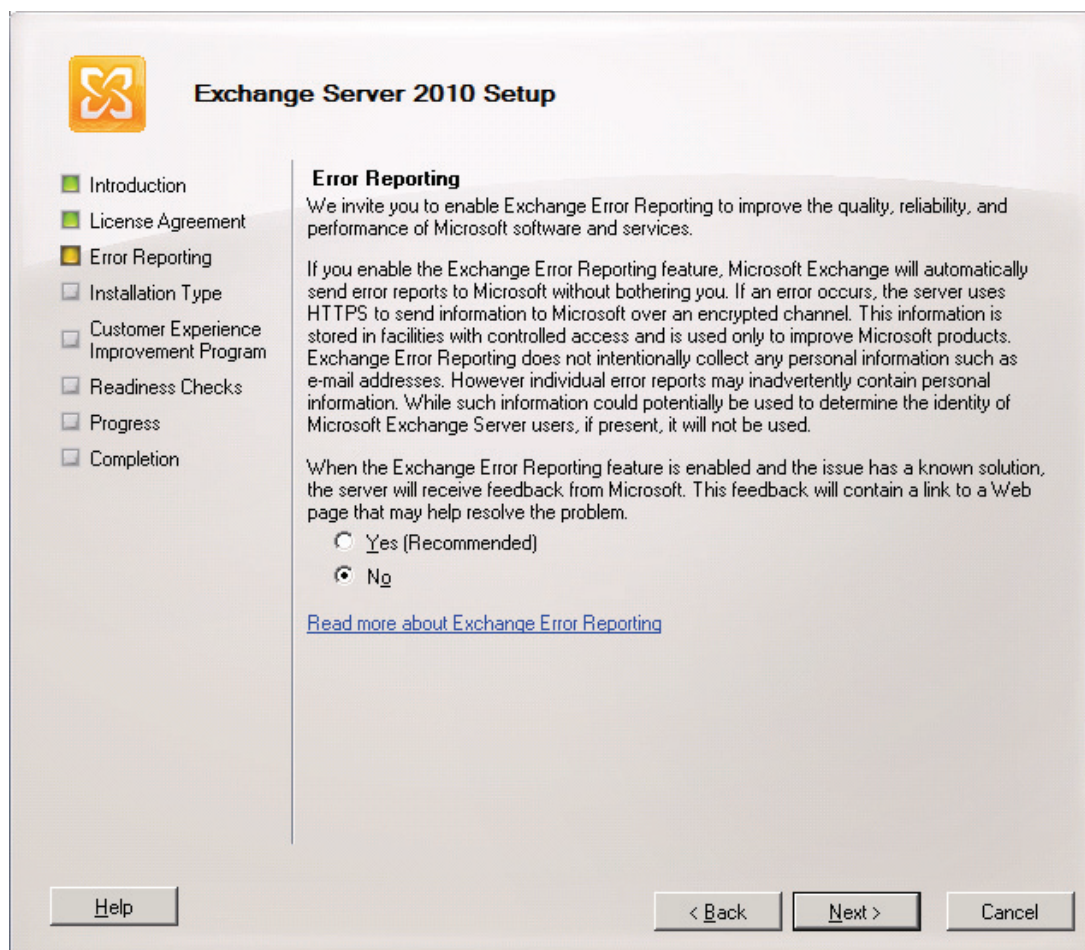 Exchange Server 2010 Setup
Introduction
License Agreement
Error Reporting
Installation Type
Customer Experience
Improvement Program
Readiness Checks
Progress
Completion
Error Reporting
We invite you to enable Exchange Error Reporting to improve the quality, reliability, and
performance of Microsoft software and services.
If you enable the Exchange Error Reporting feature, Microsoft Exchange will automatically
send error reports to Microsoft without bothering you. If an error occurs, the server uses
HTTPS to send information to Microsoft over an encrypted channel. This information is
stored in facilities with controlled access and is used only to improve Microsoft products.
Exchange Error Reporting does not intentionally collect any personal information such as
e-mail addresses. However individual error reports may inadvertently contain personal
information. While such information could potentially be used to determine the identity of
Microsoft Exchange Server users, if present, it will not be used.
When the Exchange Error Reporting feature is enabled and the issue has a known solution,
the server will receive feedback from Microsoft. This feedback will contain a link to a Web
page that may help resolve the problem.
Yes (Recommended)
No
Read more about Exchange Error Reporting
Help
< Back
Next >
Cancel